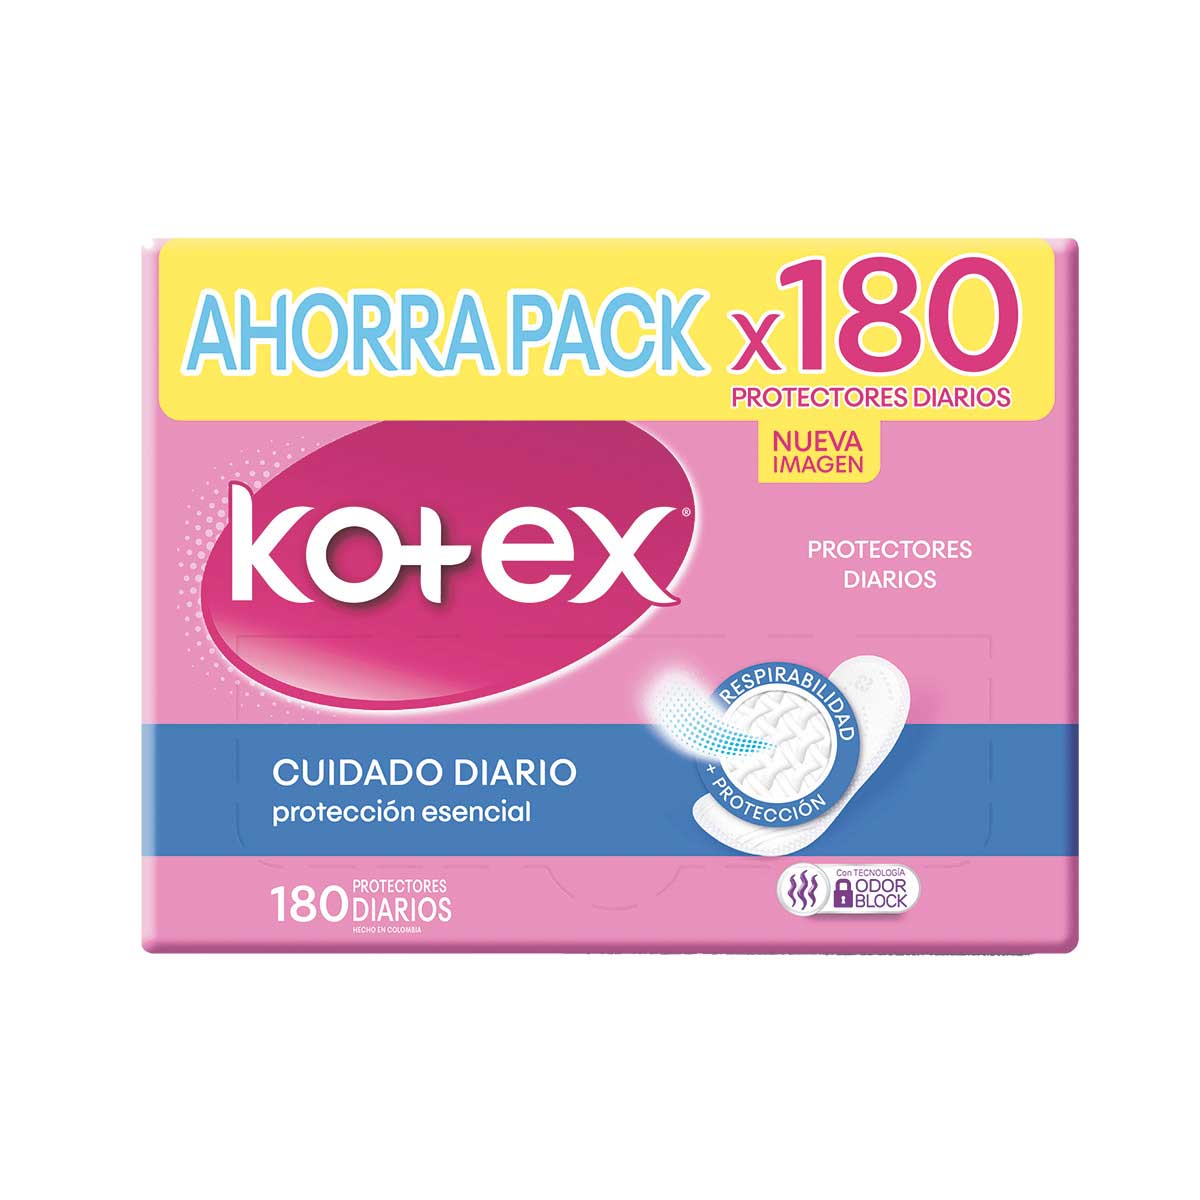 AHORRA PACK x180
PROTECTORES DIARIOS
NUEVA
IMAGEN
kotex®
PROTECTORES
DIARIOS
RESPIRABILIDAD
+ PROTECCIÓN
CUIDADO DIARIO
protección esencial
180 PROTECTORES
DIARIOS
HECHO EN COLOMBIA
Con TECNOLOGÍA
ODOR
BLOCK